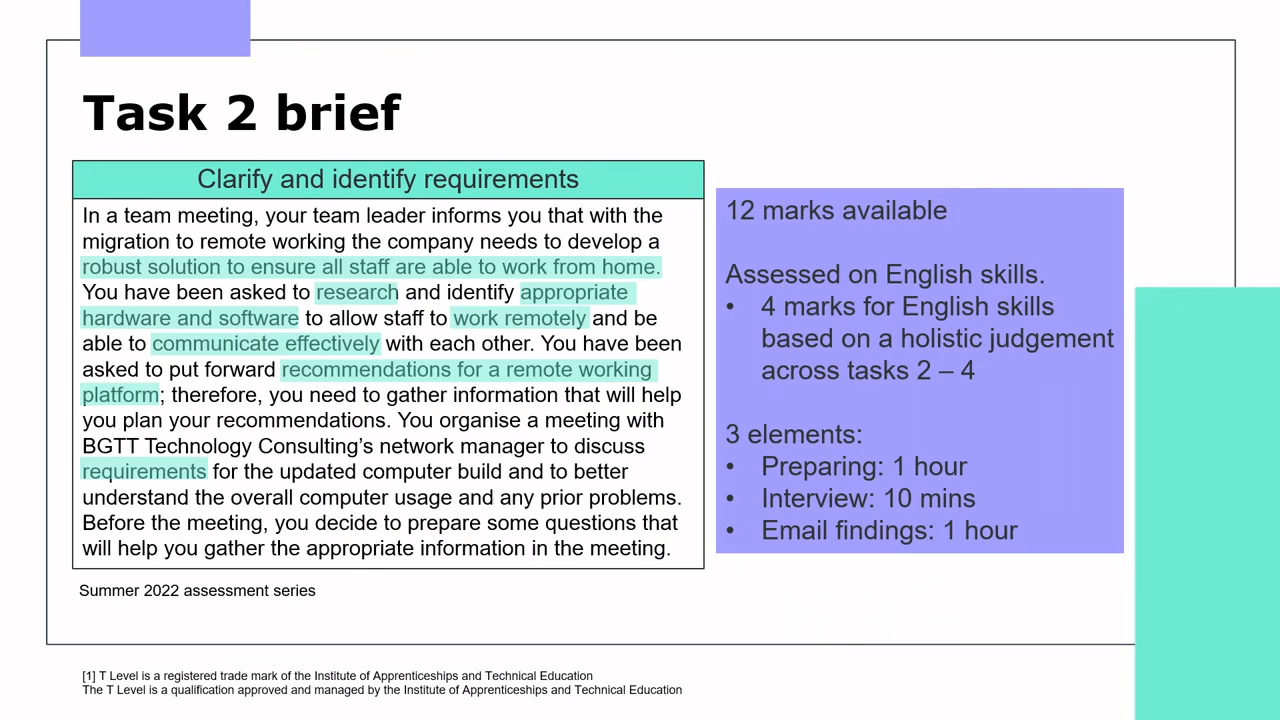 Task 2 brief
Clarify and identify requirements
In a team meeting, your team leader informs you that with the
migration to remote working the company needs to develop a
robust solution to ensure all staff are able to work from home.
You have been asked to research and identify appropriate
hardware and software to allow staff to work remotely and be
able to communicate effectively with each other. You have been
asked to put forward recommendations for a remote working
platform; therefore, you need to gather information that will help
you plan your recommendations. You organise a meeting with
BGTT Technology Consulting's network manager to discuss
requirements for the updated computer build and to better
understand the overall computer usage and any prior problems.
Before the meeting, you decide to prepare some questions that
will help you gather the appropriate information in the meeting.
Summer 2022 assessment series
12 marks available
Assessed on English skills.
• 4 marks for English skills
based on a holistic judgement
across tasks 2 – 4
3 elements:
• Preparing: 1 hour
• Interview: 10 mins
• Email findings: 1 hour
[1] T Level is a registered trade mark of the Institute of Apprenticeships and Technical Education
The T Level is a qualification approved and managed by the Institute of Apprenticeships and Technical Education